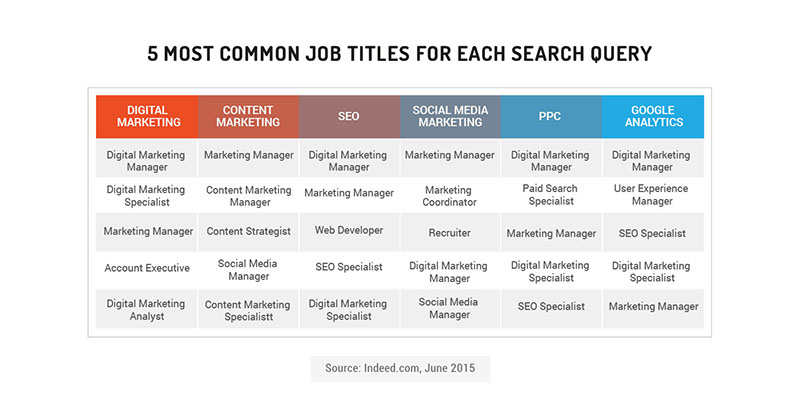 5 MOST COMMON JOB TITLES FOR EACH SEARCH QUERY
DIGITAL MARKETING CONTENT MARKETING SEO SOCIAL MEDIA MARKETING PPC GOOGLE ANALYTICS
Digital Marketing Manager Marketing Manager Digital Marketing Manager Marketing Manager Digital Marketing Manager Digital Marketing Manager
Digital Marketing Specialist Content Marketing Manager Marketing Manager Marketing Coordinator Paid Search Specialist User Experience Manager
Marketing Manager Content Strategist Web Developer Recruiter Marketing Manager SEO Specialist
Account Executive Social Media Manager SEO Specialist Digital Marketing Manager Digital Marketing Specialist Digital Marketing Specialist
Digital Marketing Analyst Content Marketing Specialistt Digital Marketing Specialist Social Media Manager SEO Specialist Marketing Manager
Source: Indeed.com, June 2015